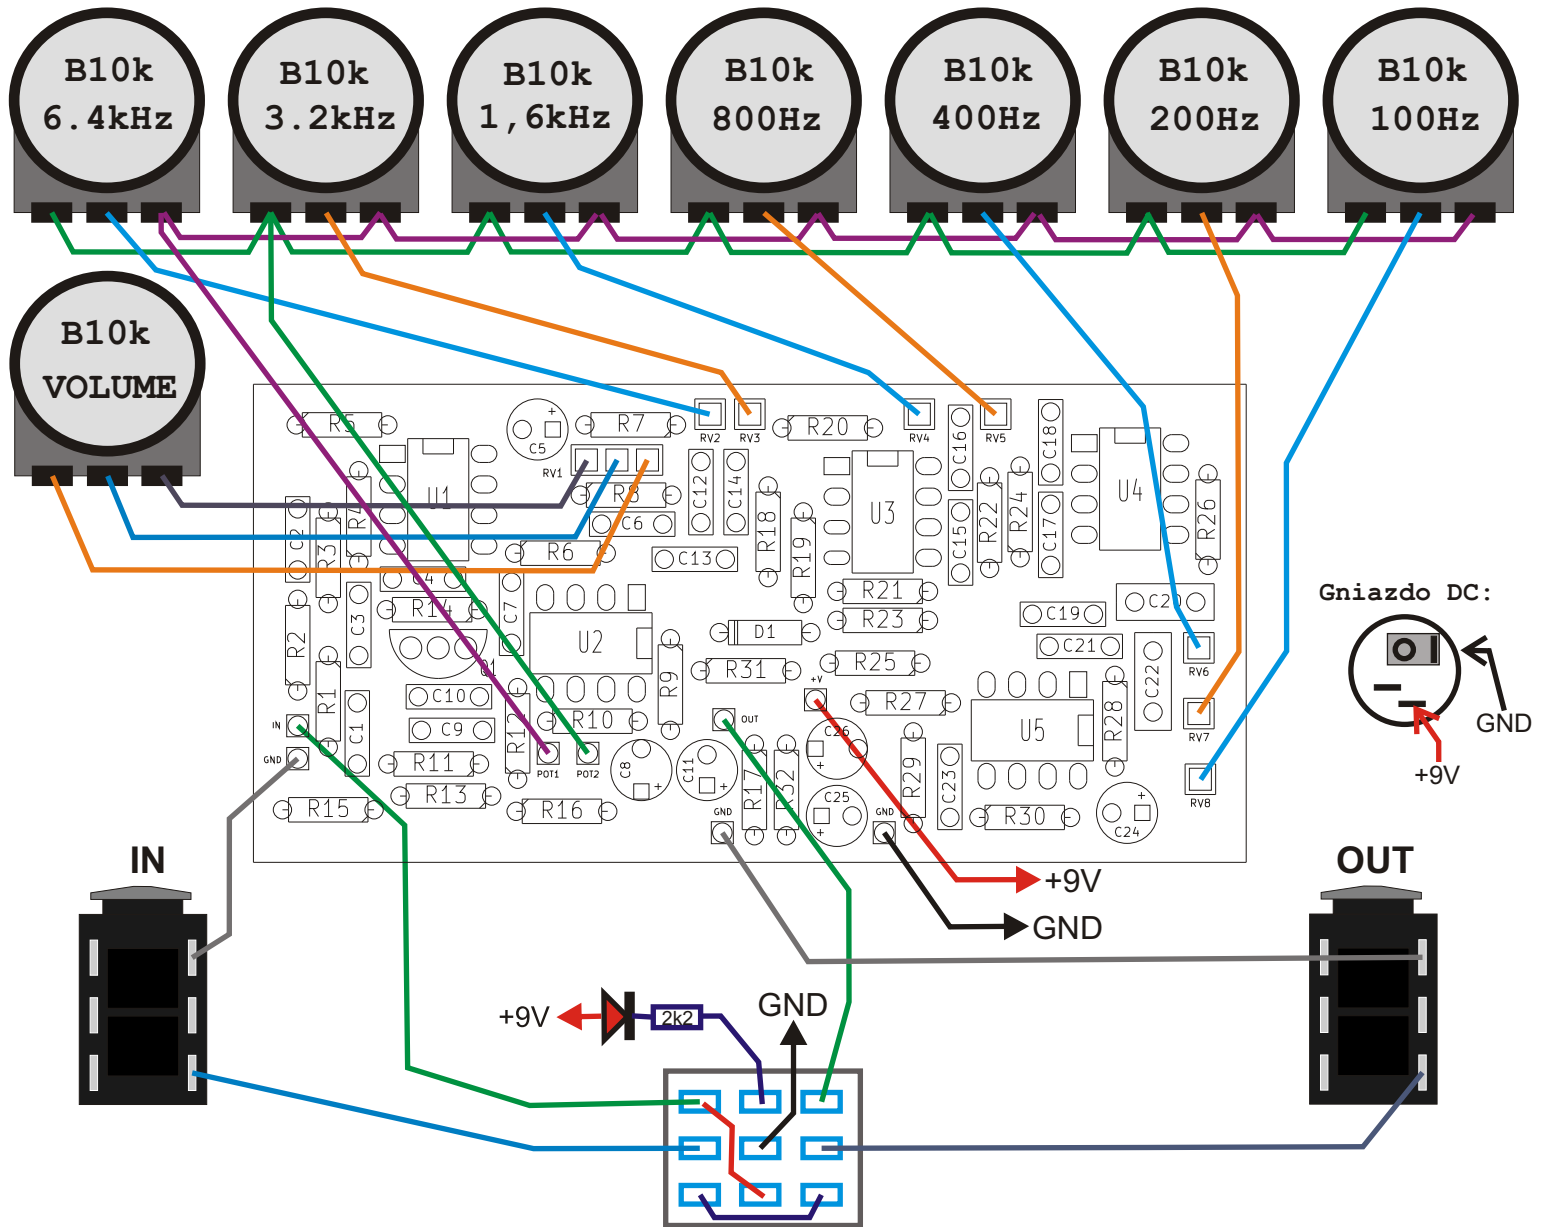 B10k
6.4kHz
B10k
3.2kHz
B10k
1,6kHz
B10k
800Hz
B10k
400Hz
B10k
200Hz
B10k
100Hz
B10k
VOLUME
R5
C5
+
R7
RV2
RV3
R20
RV4
C16
RV5
C18
RV1
U1
R8
C6
C12
C14
R18
R19
U3
C15
R22
R24
C17
U4
R26
C2
R3
R4
R6
C13
C4
R14
C7
R21
R23
C19
C20
C21
C22
R2
C3
Q1
U2
D1
R9
R31
R25
RV6
Gniazdo DC:
GND
+9V
R1
C1
C10
C9
R12
R10
+V
R27
C26
+
U5
R28
RV7
IN
GND
OUT
R11
POT1
POT2
C8
+
C11
+
R17
R32
R29
C23
RV8
R15
R13
R16
GND
C25
+
GND
R30
C24
+
IN
OUT
+9V
GND
+9V
2k2
GND